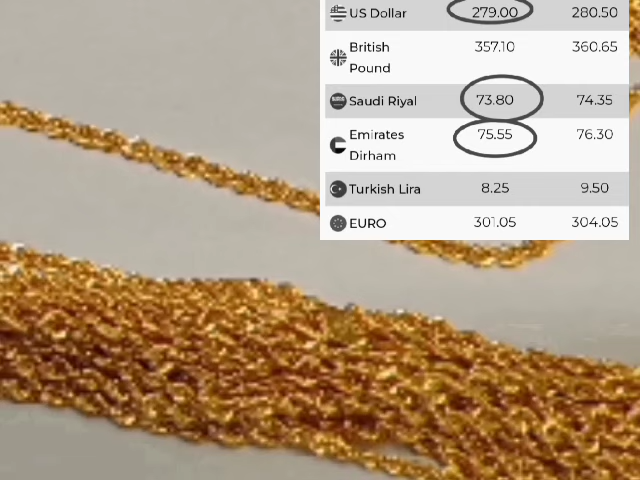 US Dollar 279.00 280.50
British Pound 357.10 360.65
Saudi Riyal 73.80 74.35
Emirates Dirham 75.55 76.30
Turkish Lira 8.25 9.50
EURO 301.05 304.05